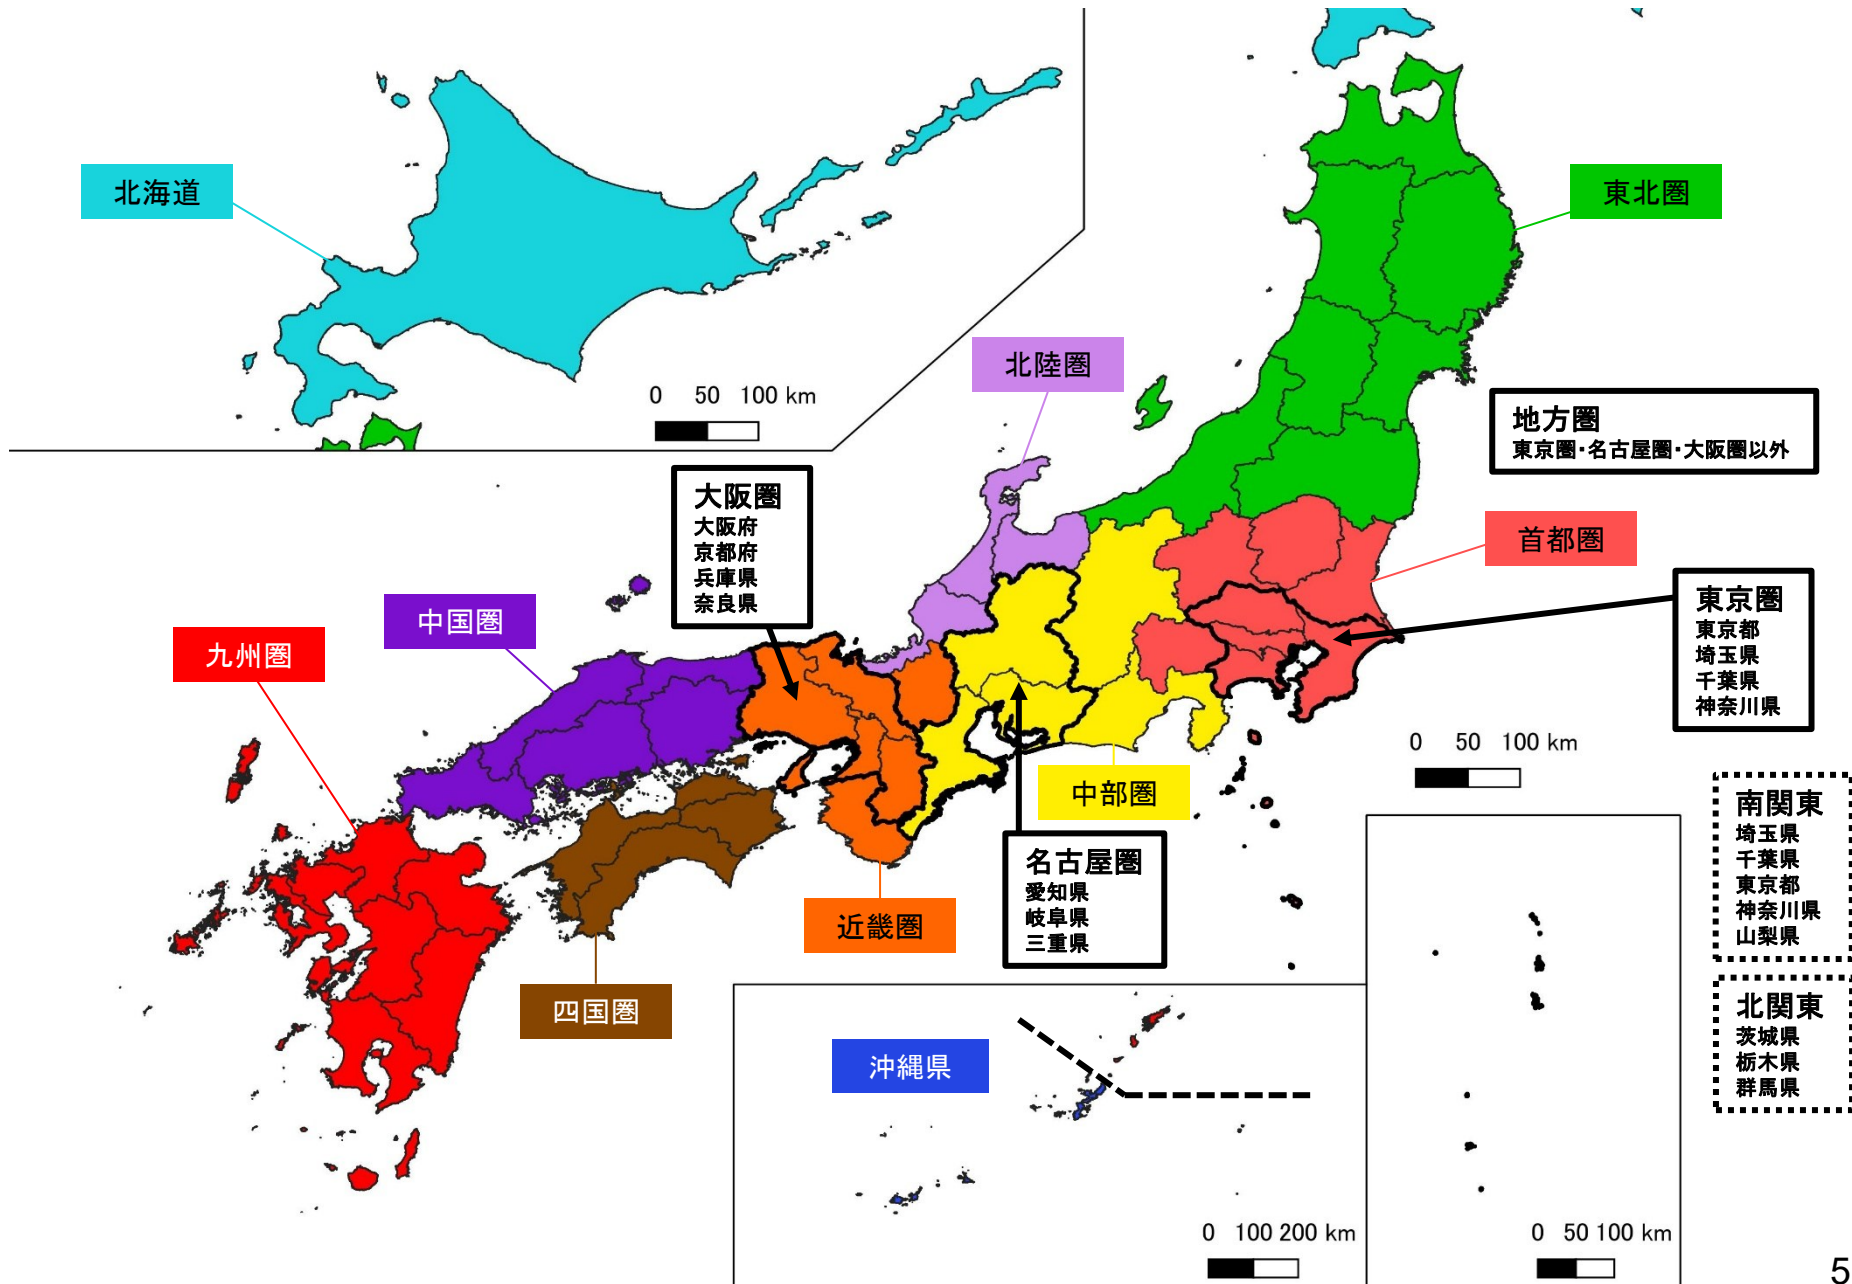 北海道
東北圏
北陸圏
0 50 100 km
地方圏
東京圏・名古屋圏・大阪圏以外
大阪圏
大阪府
京都府
兵庫県
奈良県
首都圏
東京圏
東京都
埼玉県
千葉県
神奈川県
中国圏
九州圏
0 50 100 km
中部圏
南関東
埼玉県
千葉県
東京都
神奈川県
山梨県
名古屋圏
愛知県
岐阜県
三重県
近畿圏
四国圏
北関東
茨城県
栃木県
群馬県
沖縄県
0 100 200 km
0 50 100 km
5